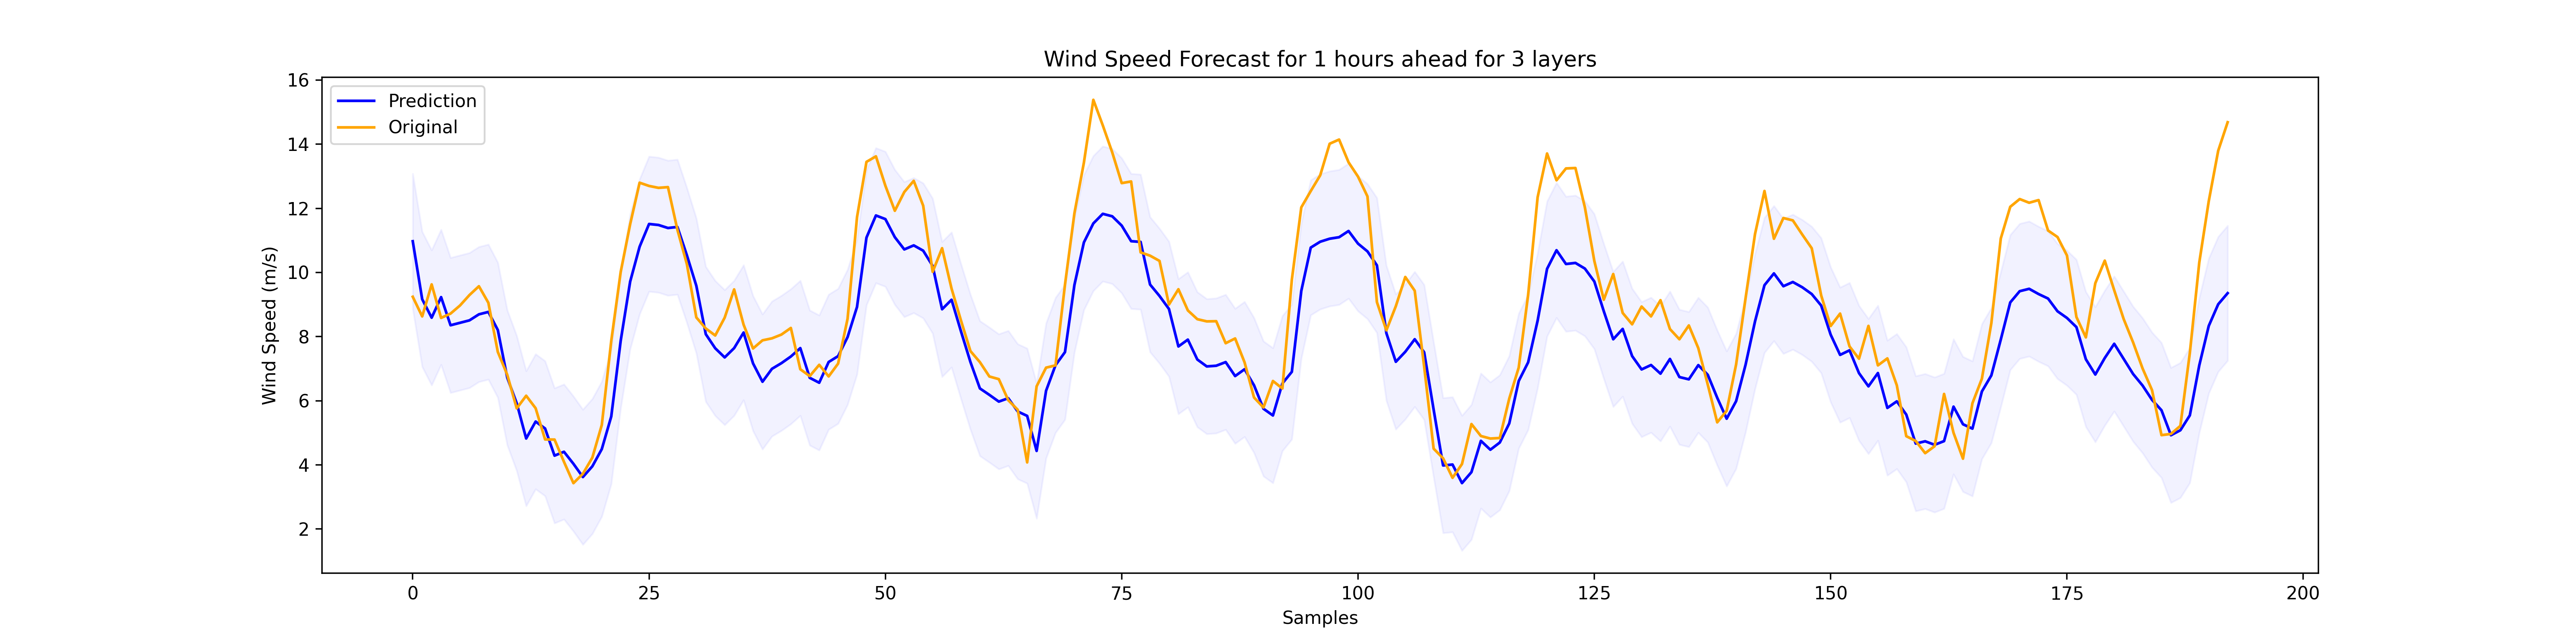 Wind Speed Forecast for 1 hours ahead for 3 layers
Prediction
Original
Wind Speed (m/s)
16
14
12
10
8
6
4
2
0 25 50 75 100 125 150 175 200
Samples